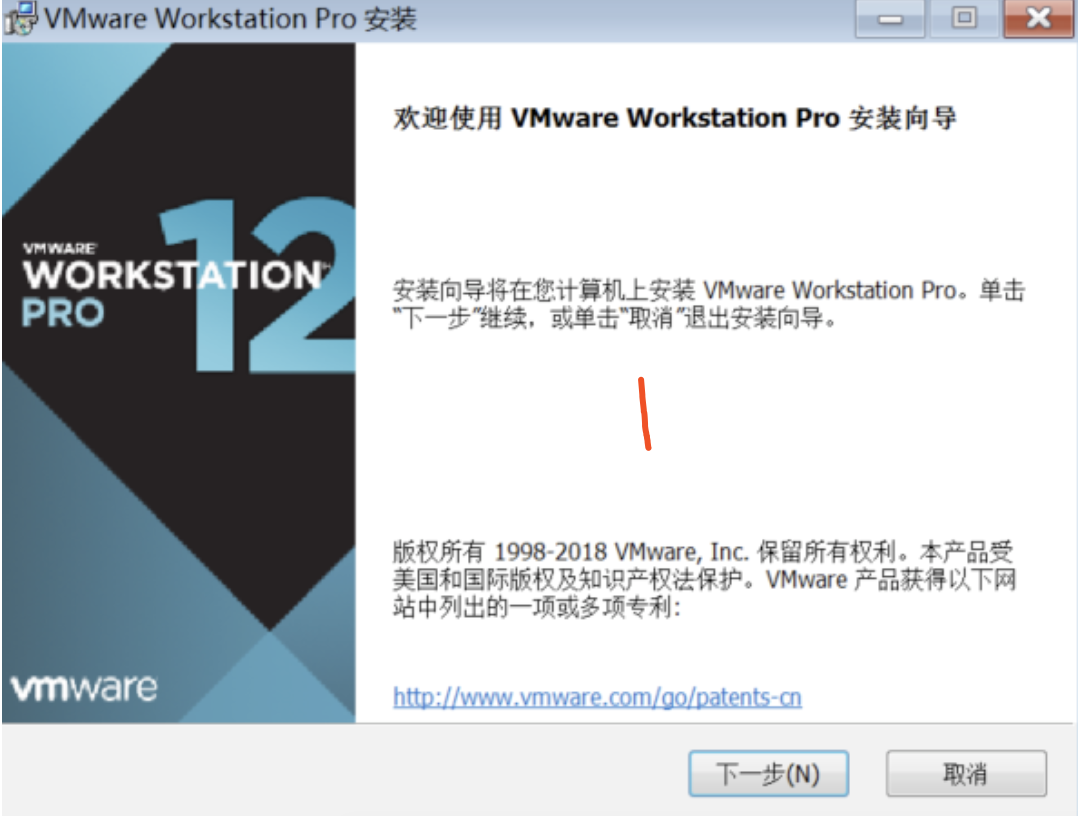 VMware Workstation Pro 安装
欢迎使用 VMware Workstation Pro 安装向导
12
VMWARE
WORKSTATION™
PRO
安装向导将在您计算机上安装 VMware Workstation Pro。单击
“下一步”继续，或单击“取消”退出安装向导。
版权所有 1998-2018 VMware, Inc. 保留所有权利。本产品受
美国和国际版权及知识产权法保护。VMware 产品获得以下网
站中列出的一项或多项专利：
http://www.vmware.com/go/patents-cn
vmware
下一步(N)
取消